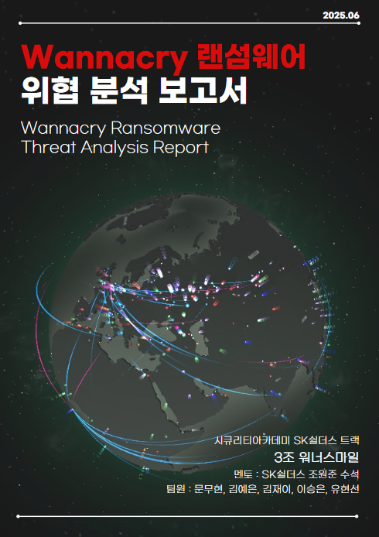 2025.06
Wannacry 랜섬웨어
위협 분석 보고서
Wannacry Ransomware
Threat Analysis Report
시큐리티아카데미 SK쉴더스 트랙
3조 워너스마일
멘토 : SK쉴더스 조원준 수석
팀원 : 문무현, 김예은, 김재이, 이승은, 유현선